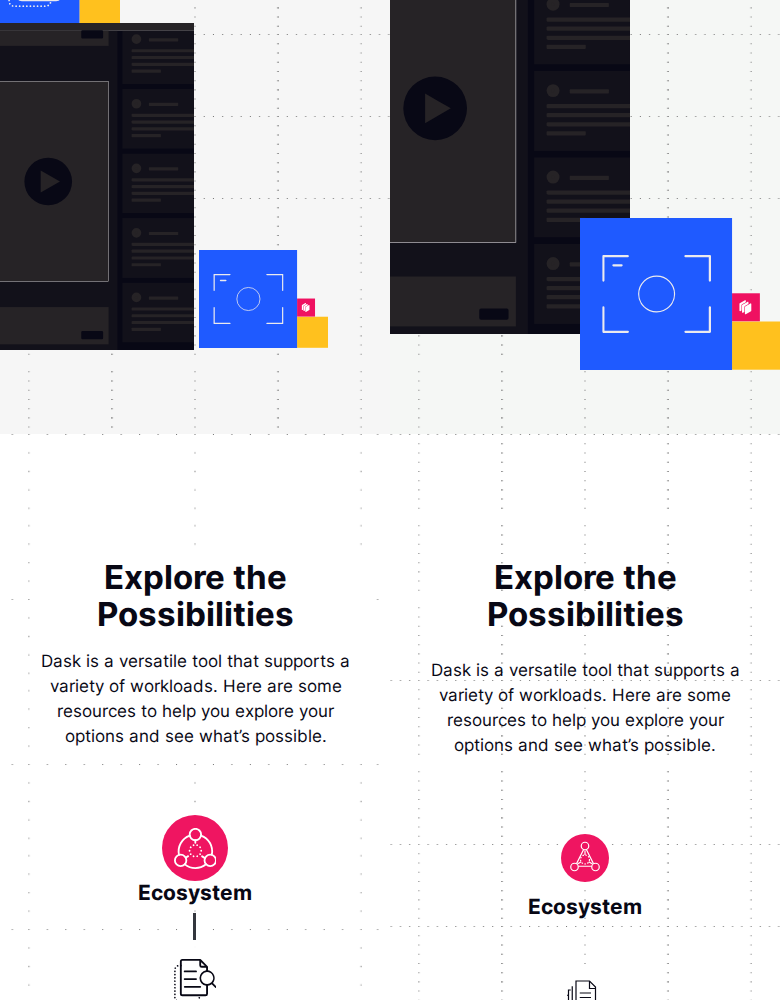 Explore the
Possibilities
Dask is a versatile tool that supports a
variety of workloads. Here are some
resources to help you explore your
options and see what’s possible.
Ecosystem
Explore the
Possibilities
Dask is a versatile tool that supports a
variety of workloads. Here are some
resources to help you explore your
options and see what’s possible.
Ecosystem